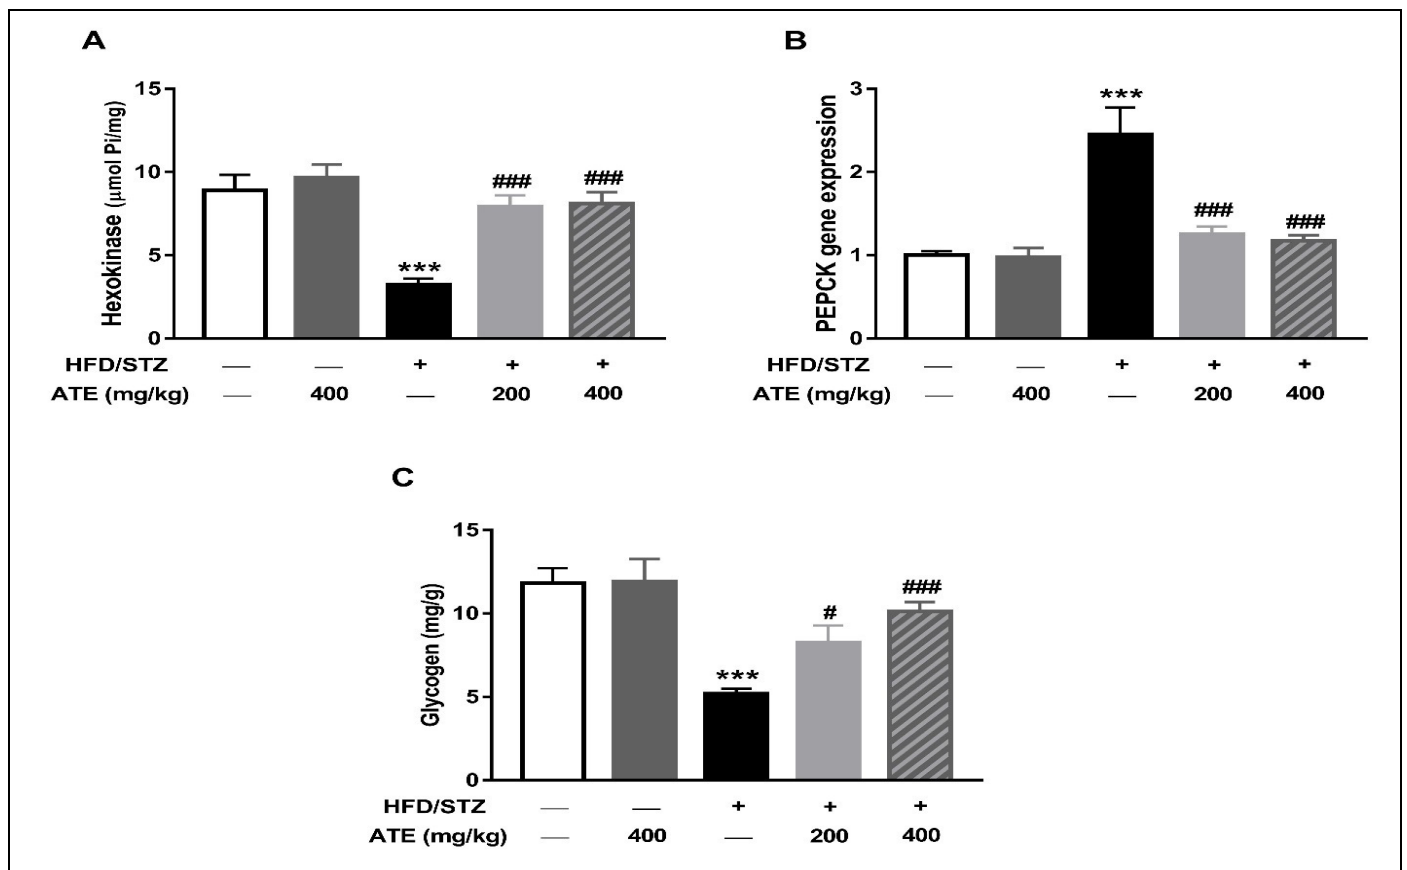 A
Hexokinase (µmol Pi/mg)
15
10
5
0
*** ### ###
HFD/STZ — — + + +
ATE (mg/kg) — 400 — 200 400
B
PEPCK gene expression
3
2
1
0
*** ### ###
HFD/STZ — — + + +
ATE (mg/kg) — 400 — 200 400
C
Glycogen (mg/g)
15
10
5
0
*** # ###
HFD/STZ — — + + +
ATE (mg/kg) — 400 — 200 400